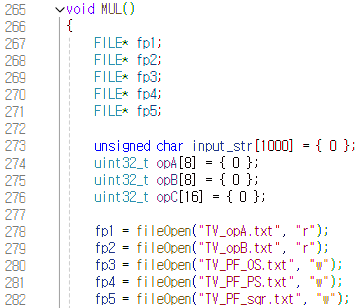 265 void MUL()
266 {
267 FILE* fp1;
268 FILE* fp2;
269 FILE* fp3;
270 FILE* fp4;
271 FILE* fp5;
272
273 unsigned char input_str[1000] = { 0 };
274 uint32_t opA[8] = { 0 };
275 uint32_t opB[8] = { 0 };
276 uint32_t opC[16] = { 0 };
277
278 fp1 = fileOpen("TV_opA.txt", "r");
279 fp2 = fileOpen("TV_opB.txt", "r");
280 fp3 = fileOpen("TV_PF_OS.txt", "w");
281 fp4 = fileOpen("TV_PF_PS.txt", "w");
282 fp5 = fileOpen("TV_PF_sqr.txt", "w");